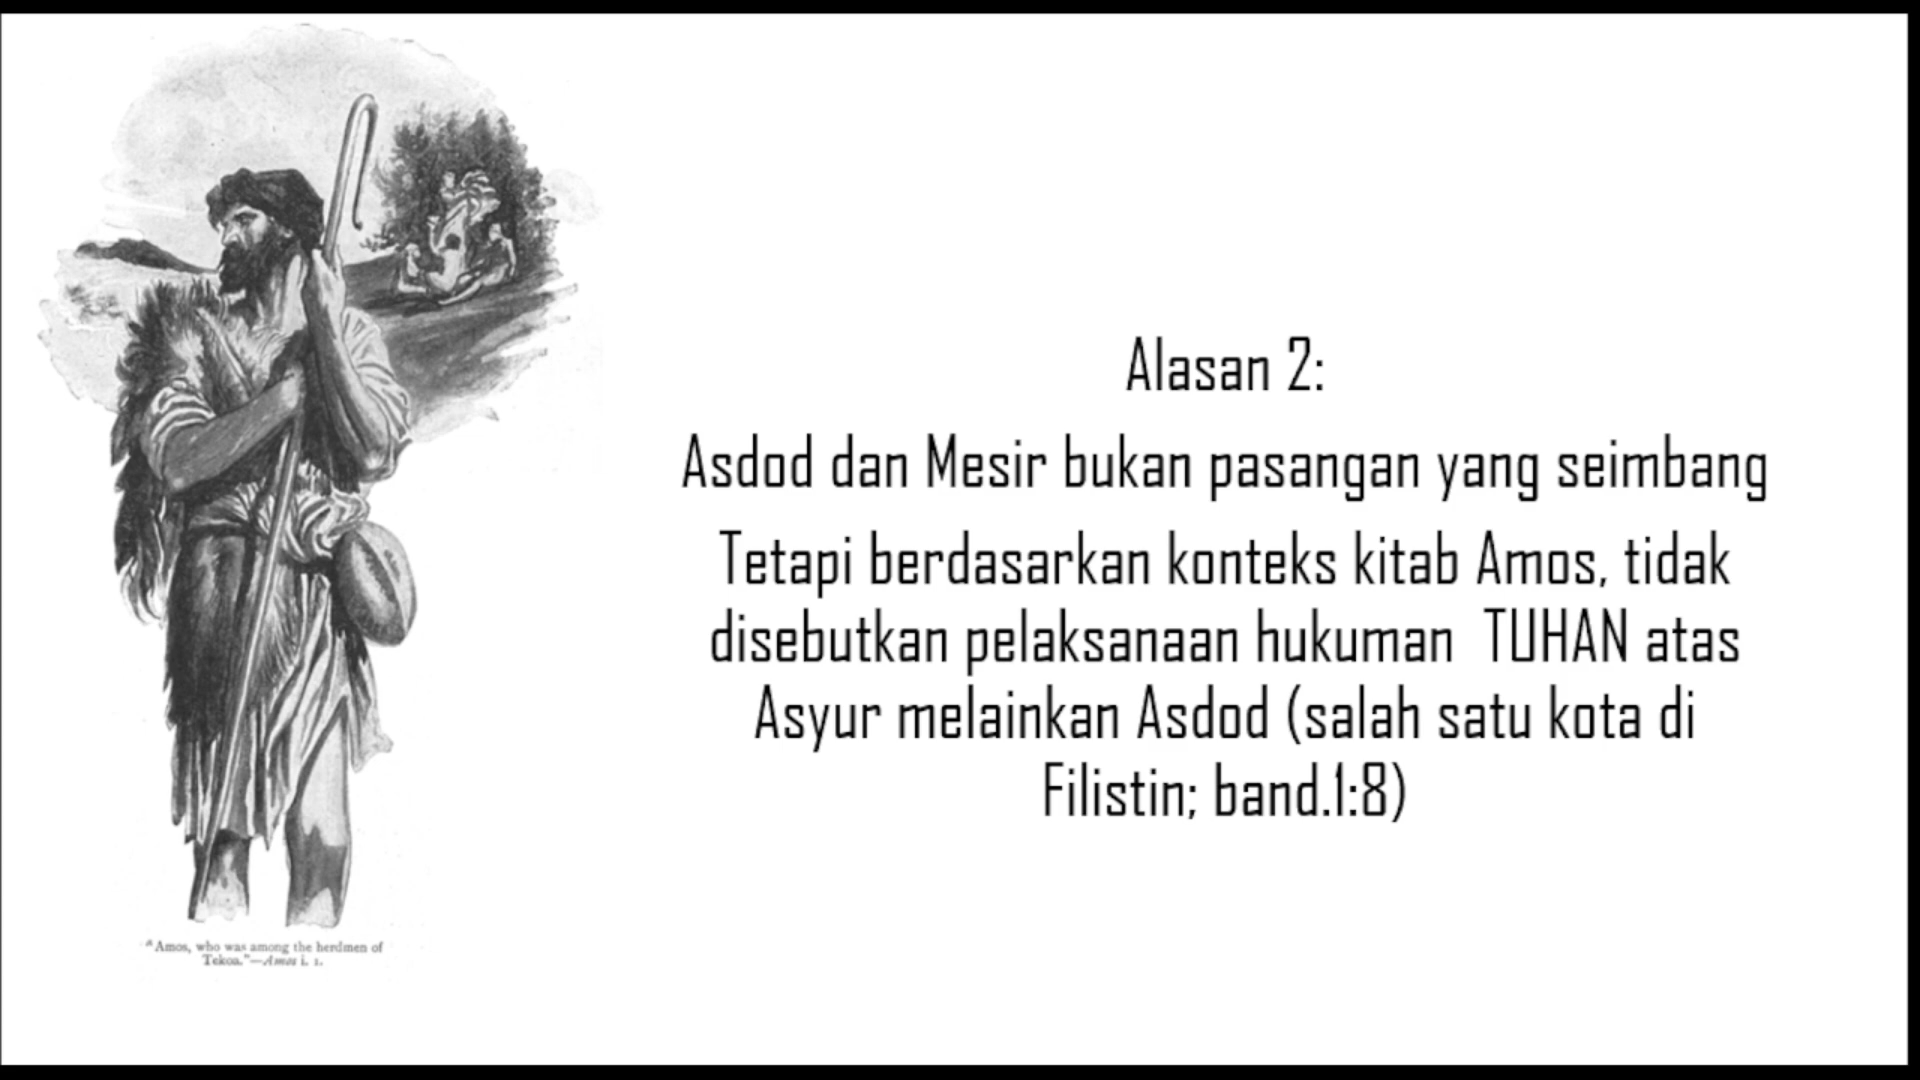 Alasan 2:
Asdod dan Mesir bukan pasangan yang seimbang
Tetapi berdasarkan konteks kitab Amos, tidak
disebutkan pelaksanaan hukuman TUHAN atas
Asyur melainkan Asdod (salah satu kota di
Filistin; band.1:8)
"Amos, who was among the herdmen of
Tekoa."—Amos i. 1.